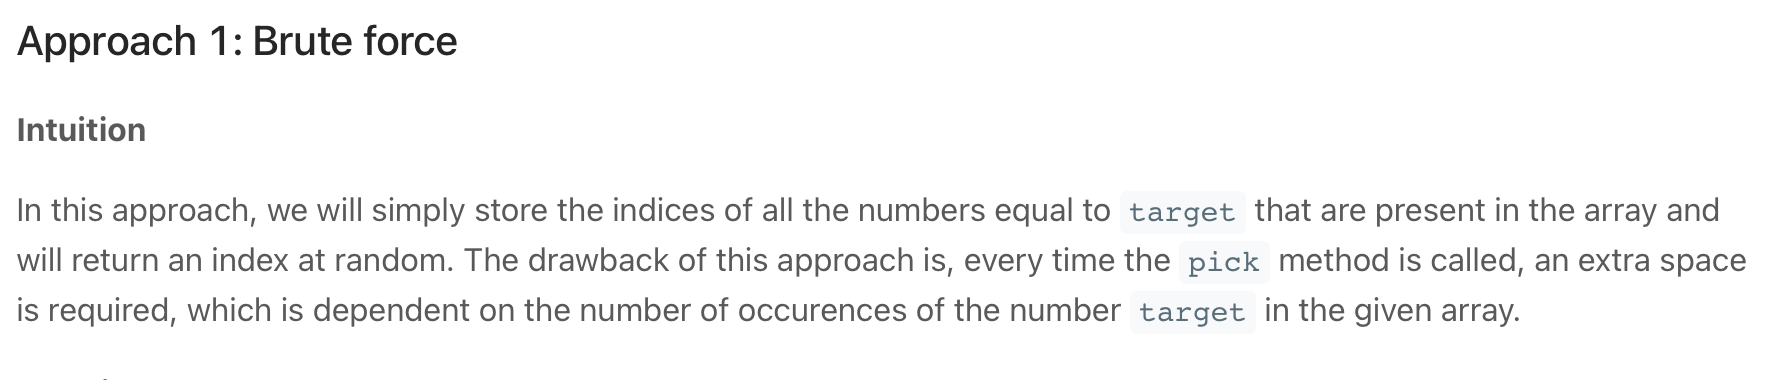 Approach 1: Brute force
Intuition
In this approach, we will simply store the indices of all the numbers equal to target that are present in the array and
will return an index at random. The drawback of this approach is, every time the pick method is called, an extra space
is required, which is dependent on the number of occurences of the number target in the given array.